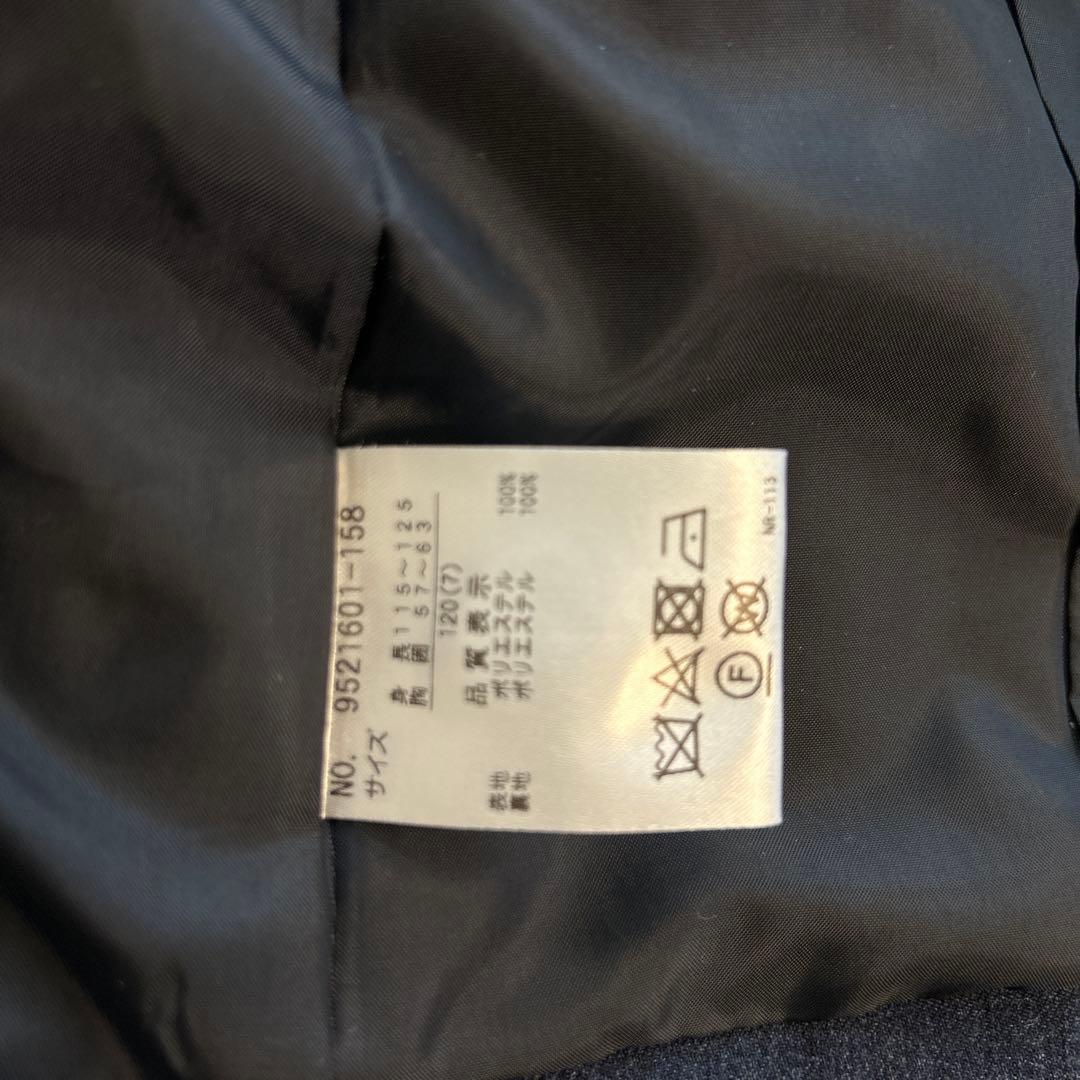 NO. 9521601-158
サイズ
身長 115~125
胸囲 57~63
120(7)
品質表示
表地 ポリエステル 100%
裏地 ポリエステル 100%
F W
NR-113